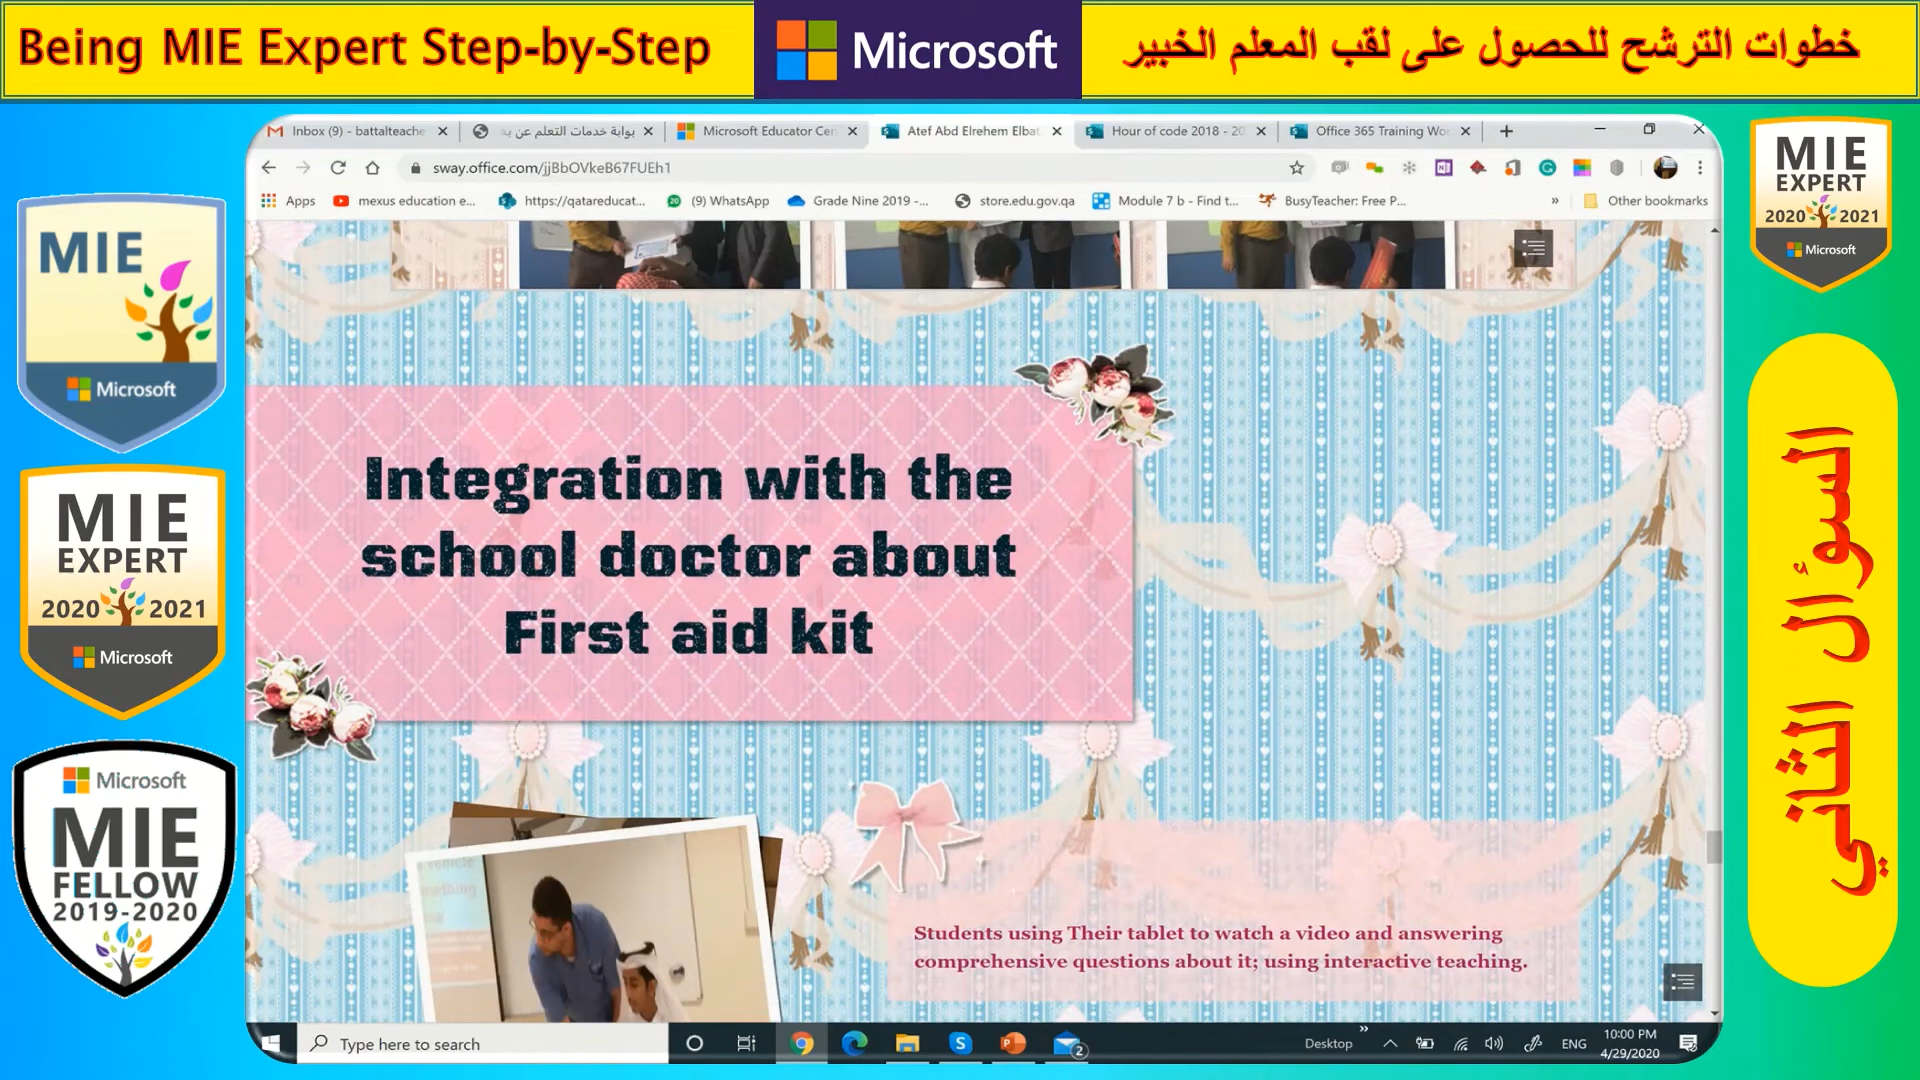 Being MIE Expert Step-by-Step
Microsoft
خطوات الترشح للحصول على لقب المعلم الخبير
Inbox (9) - battalteache
بوابة خدمات التعلم عن بع
Microsoft Educator Cen
Atef Abd Elrehem Elbat
Hour of code 2018 - 20
Office 365 Training Wor
sway.office.com/jjBbOVkeB67FUEh1
Apps
mexus education e...
https://qatareducat...
(9) WhatsApp
Grade Nine 2019 -...
store.edu.gov.qa
Module 7 b - Find t...
BusyTeacher: Free P...
Other bookmarks
MIE
Microsoft
MIE
EXPERT
2020 2021
Microsoft
Microsoft
MIE
FELLOW
2019-2020
Integration with the
school doctor about
First aid kit
Students using Their tablet to watch a video and answering
comprehensive questions about it; using interactive teaching.
MIE
EXPERT
2020 2021
Microsoft
السؤال الثاني
Type here to search
2
Desktop
ENG
10:00 PM
4/29/2020